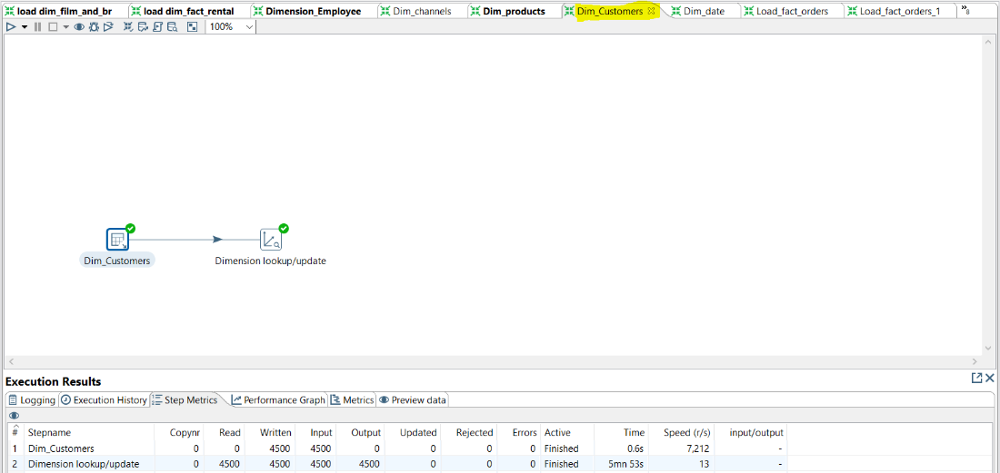 load dim_film_and_br load dim_fact_rental Dimension_Employee Dim_channels Dim_products Dim_Customers Dim_date Load_fact_orders Load_fact_orders_1 » 8
100%
Dim_Customers Dimension lookup/update
Execution Results
Logging Execution History Step Metrics Performance Graph Metrics Preview data
# Stepname Copynr Read Written Input Output Updated Rejected Errors Active Time Speed (r/s) input/output
1 Dim_Customers 0 0 4500 4500 0 0 0 0 Finished 0.6s 7,212 -
2 Dimension lookup/update 0 4500 4500 4500 4500 0 0 0 Finished 5mn 53s 13 -